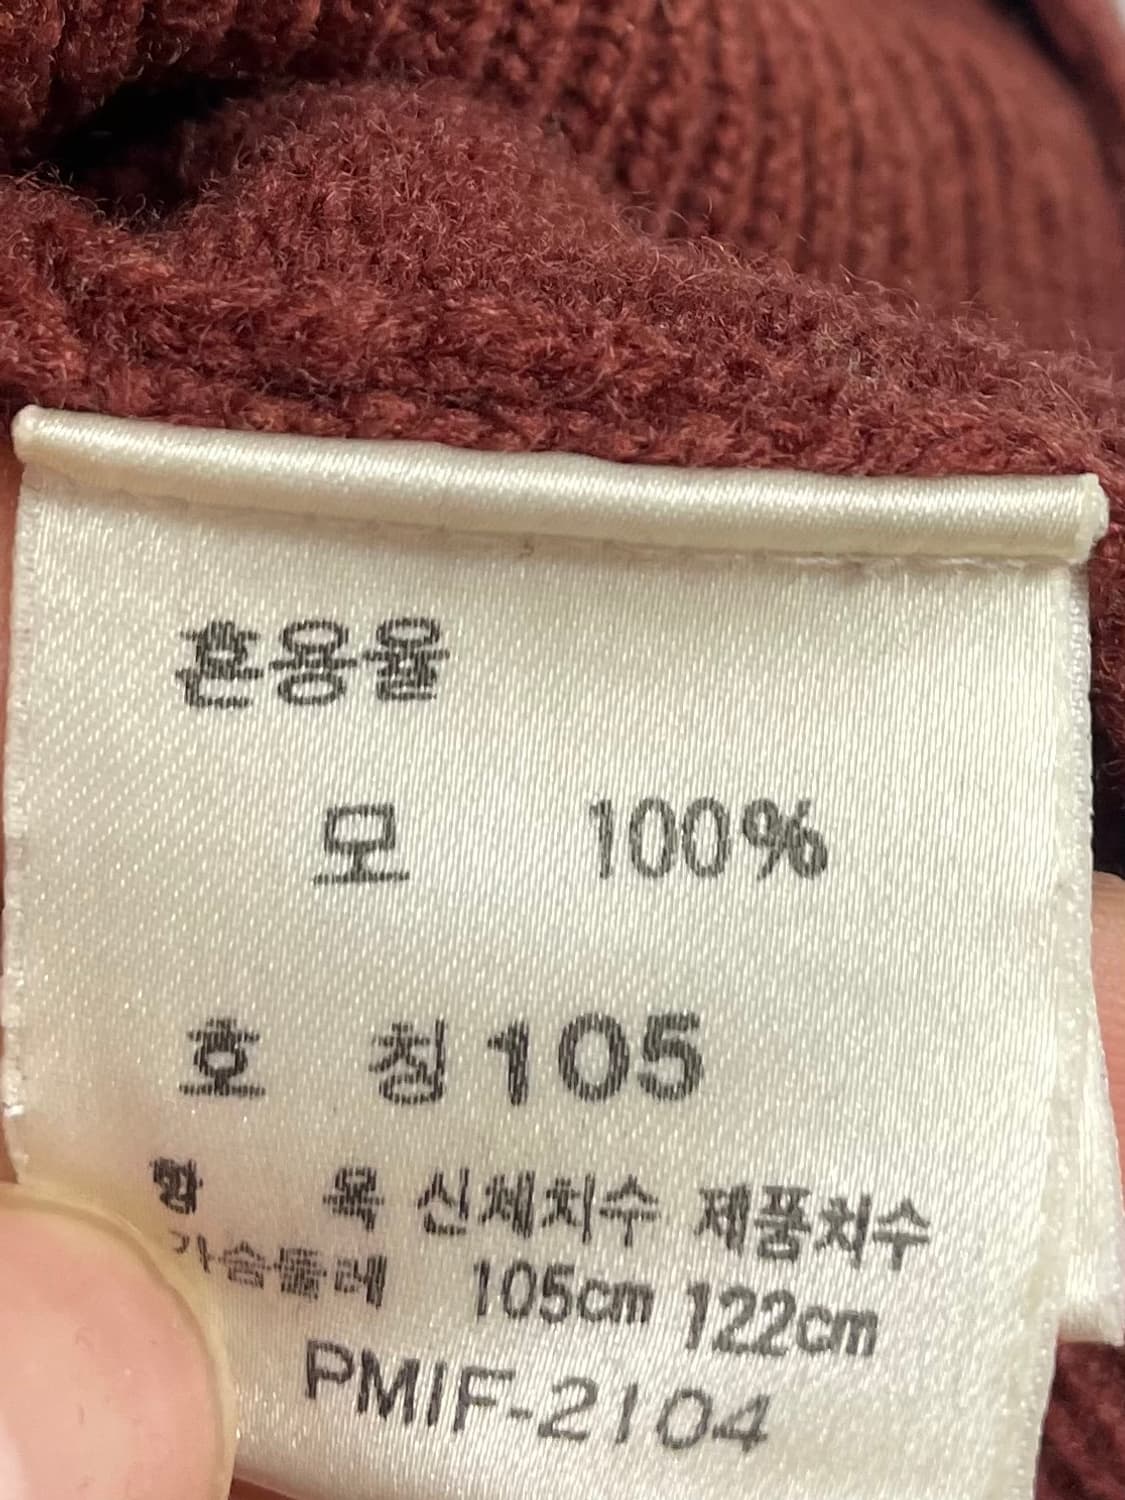 혼용율
모 100%
호 칭 105
항 목 신체치수 제품치수
가슴둘레 105cm 122cm
PMIF-2104